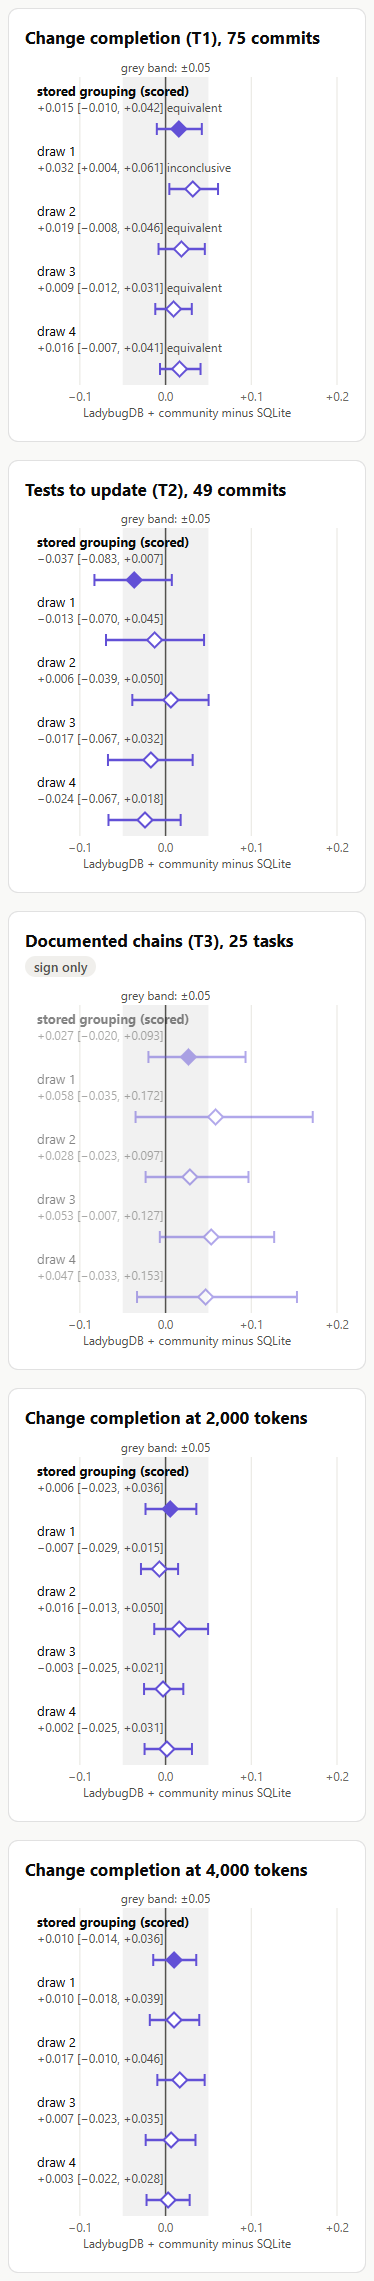 Change completion (T1), 75 commits
grey band: ±0.05
stored grouping (scored)
+0.015 [−0.010, +0.042] equivalent
draw 1
+0.032 [+0.004, +0.061] inconclusive
draw 2
+0.019 [−0.008, +0.046] equivalent
draw 3
+0.009 [−0.012, +0.031] equivalent
draw 4
+0.016 [−0.007, +0.041] equivalent
−0.1 0.0 +0.1 +0.2
LadybugDB + community minus SQLite
Tests to update (T2), 49 commits
grey band: ±0.05
stored grouping (scored)
−0.037 [−0.083, +0.007]
draw 1
−0.013 [−0.070, +0.045]
draw 2
+0.006 [−0.039, +0.050]
draw 3
−0.017 [−0.067, +0.032]
draw 4
−0.024 [−0.067, +0.018]
−0.1 0.0 +0.1 +0.2
LadybugDB + community minus SQLite
Documented chains (T3), 25 tasks
sign only
grey band: ±0.05
stored grouping (scored)
+0.027 [−0.020, +0.093]
draw 1
+0.058 [−0.035, +0.172]
draw 2
+0.028 [−0.023, +0.097]
draw 3
+0.053 [−0.007, +0.127]
draw 4
+0.047 [−0.033, +0.153]
−0.1 0.0 +0.1 +0.2
LadybugDB + community minus SQLite
Change completion at 2,000 tokens
grey band: ±0.05
stored grouping (scored)
+0.006 [−0.023, +0.036]
draw 1
−0.007 [−0.029, +0.015]
draw 2
+0.016 [−0.013, +0.050]
draw 3
−0.003 [−0.025, +0.021]
draw 4
+0.002 [−0.025, +0.031]
−0.1 0.0 +0.1 +0.2
LadybugDB + community minus SQLite
Change completion at 4,000 tokens
grey band: ±0.05
stored grouping (scored)
+0.010 [−0.014, +0.036]
draw 1
+0.010 [−0.018, +0.039]
draw 2
+0.017 [−0.010, +0.046]
draw 3
+0.007 [−0.023, +0.035]
draw 4
+0.003 [−0.022, +0.028]
−0.1 0.0 +0.1 +0.2
LadybugDB + community minus SQLite